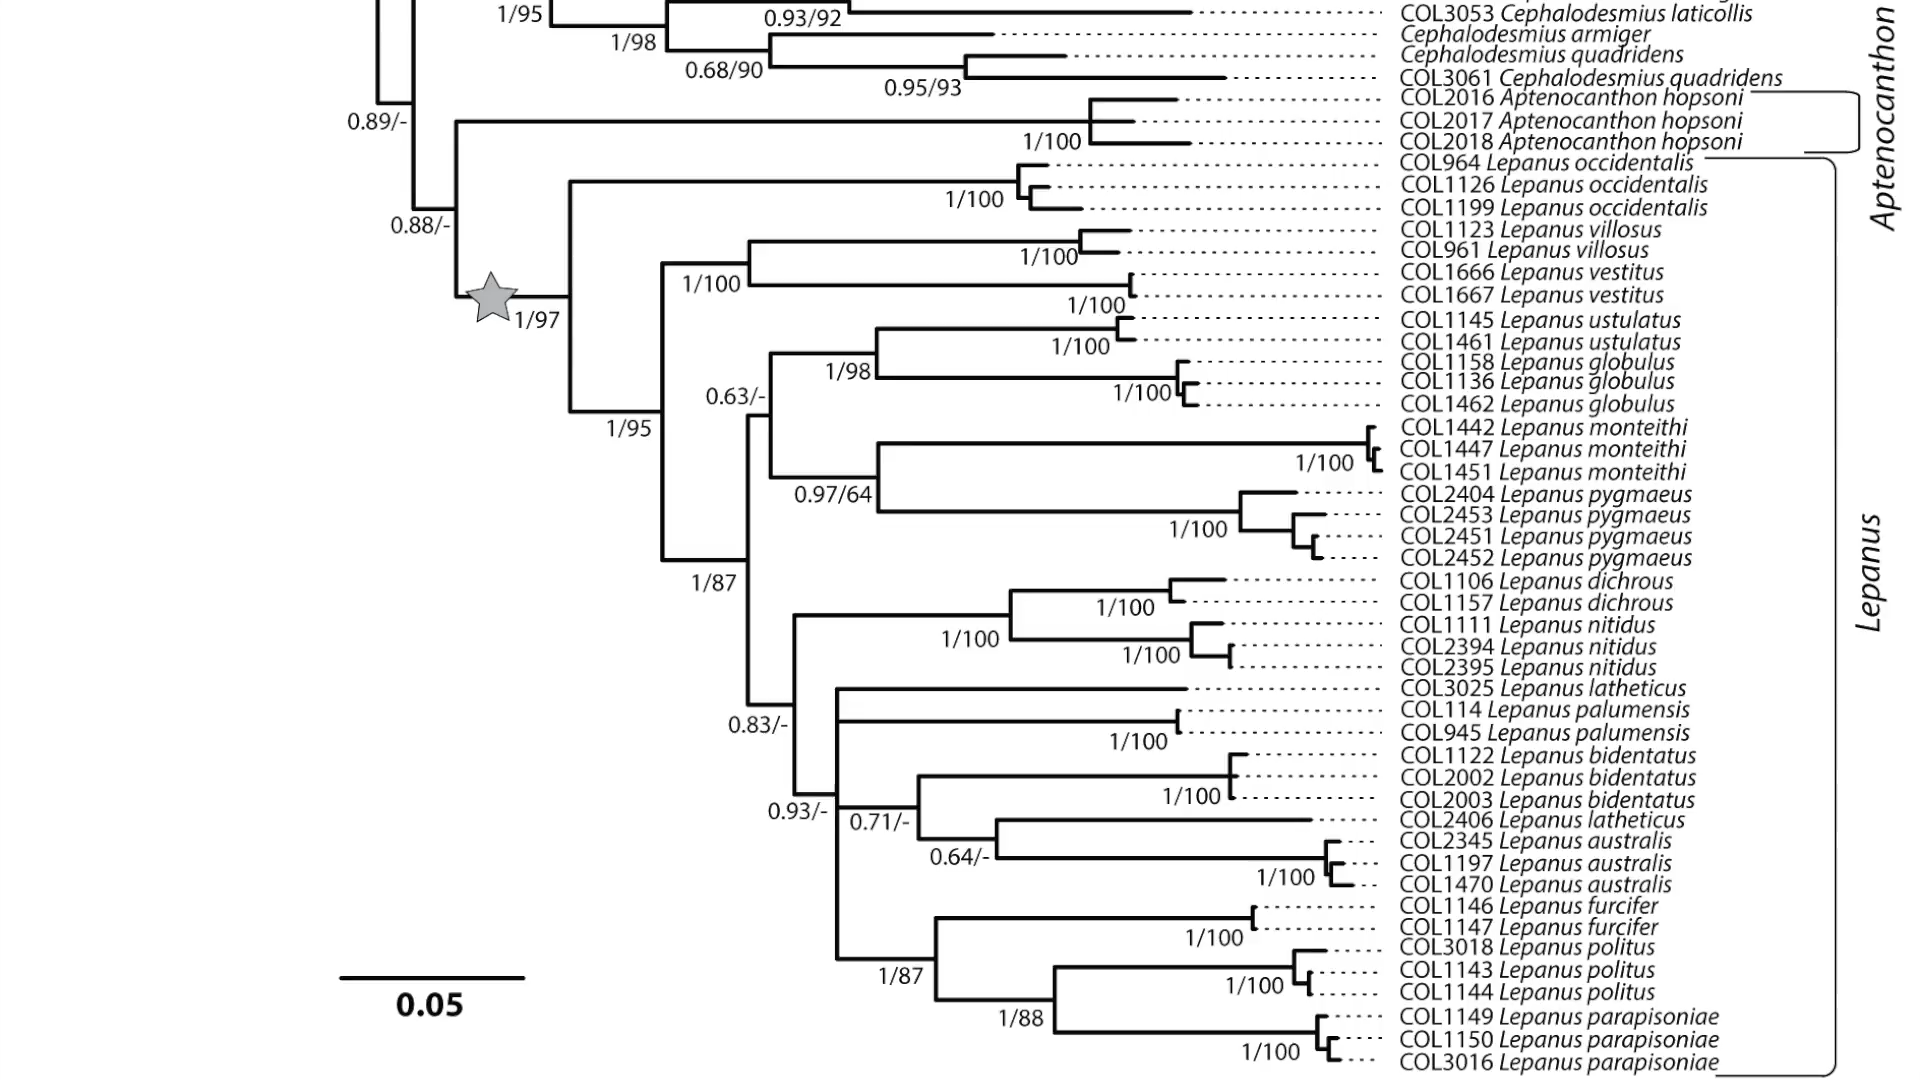 1/95
0.93/92
COL3053 Cephalodesmius laticollis
1/98
Cephalodesmius armiger
0.68/90
Cephalodesmius quadridens
0.95/93
COL3061 Cephalodesmius quadridens
0.89/-
COL2016 Aptenocanthon hopsoni
COL2017 Aptenocanthon hopsoni
1/100
COL2018 Aptenocanthon hopsoni
Aptenocanthon
COL964 Lepanus occidentalis
COL1126 Lepanus occidentalis
1/100
COL1199 Lepanus occidentalis
0.88/-
COL1123 Lepanus villosus
1/100
COL961 Lepanus villosus
1/100
COL1666 Lepanus vestitus
COL1667 Lepanus vestitus
1/100
1/97
COL1145 Lepanus ustulatus
1/100
COL1461 Lepanus ustulatus
1/98
COL1158 Lepanus globulus
COL1136 Lepanus globulus
1/100
COL1462 Lepanus globulus
0.63/-
1/95
COL1442 Lepanus monteithi
COL1447 Lepanus monteithi
1/100
COL1451 Lepanus monteithi
0.97/64
COL2404 Lepanus pygmaeus
COL2453 Lepanus pygmaeus
1/100
COL2451 Lepanus pygmaeus
COL2452 Lepanus pygmaeus
Lepanus
1/87
COL1106 Lepanus dichrous
1/100
COL1157 Lepanus dichrous
1/100
COL1111 Lepanus nitidus
COL2394 Lepanus nitidus
1/100
COL2395 Lepanus nitidus
COL3025 Lepanus latheticus
0.83/-
COL114 Lepanus palumensis
1/100
COL945 Lepanus palumensis
COL1122 Lepanus bidentatus
COL2002 Lepanus bidentatus
1/100
COL2003 Lepanus bidentatus
0.93/-
0.71/-
COL2406 Lepanus latheticus
0.64/-
COL2345 Lepanus australis
COL1197 Lepanus australis
1/100
COL1470 Lepanus australis
COL1146 Lepanus furcifer
1/100
COL1147 Lepanus furcifer
1/87
COL3018 Lepanus politus
COL1143 Lepanus politus
1/100
COL1144 Lepanus politus
1/88
COL1149 Lepanus parapisoniae
COL1150 Lepanus parapisoniae
1/100
COL3016 Lepanus parapisoniae
0.05